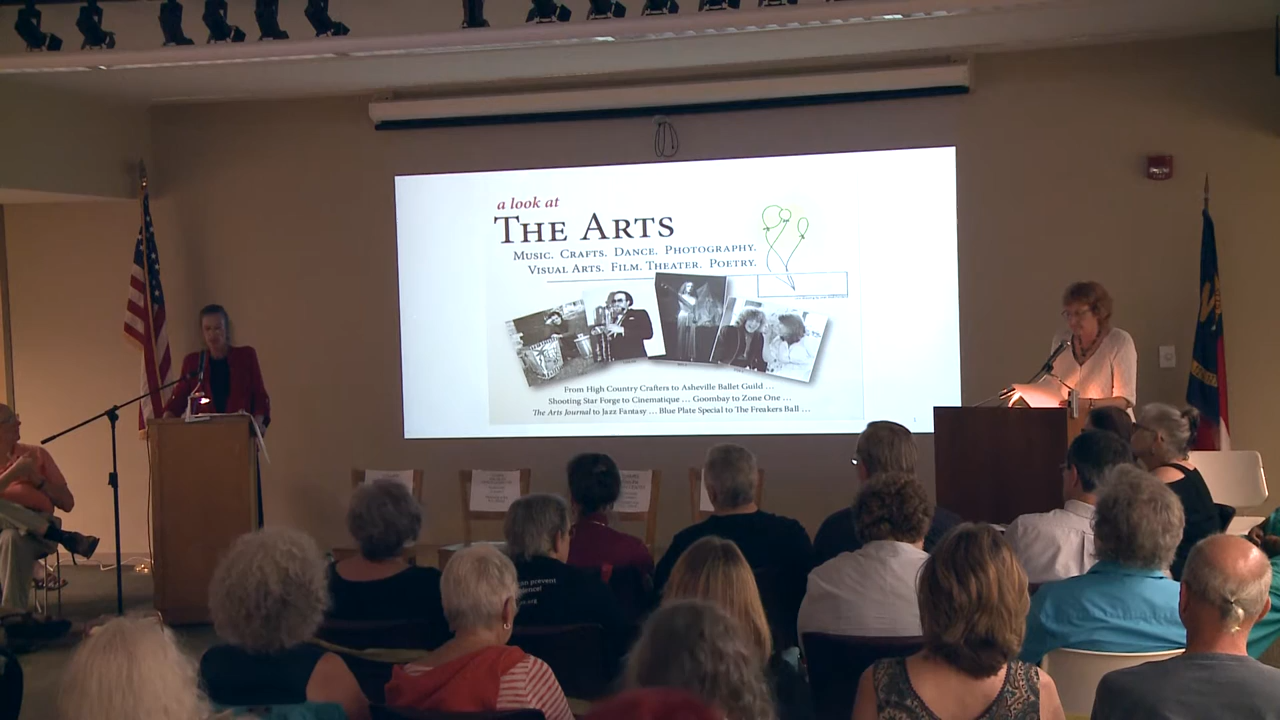 a look at
THE ARTS
MUSIC. CRAFTS. DANCE. PHOTOGRAPHY.
VISUAL ARTS. FILM. THEATER. POETRY.
From High Country Crafters to Asheville Ballet Guild ...
Shooting Star Forge to Cinematique ... Goombay to Zone One ...
The Arts Journal to Jazz Fantasy ... Blue Plate Special to The Freakers Ball ...
an prevent